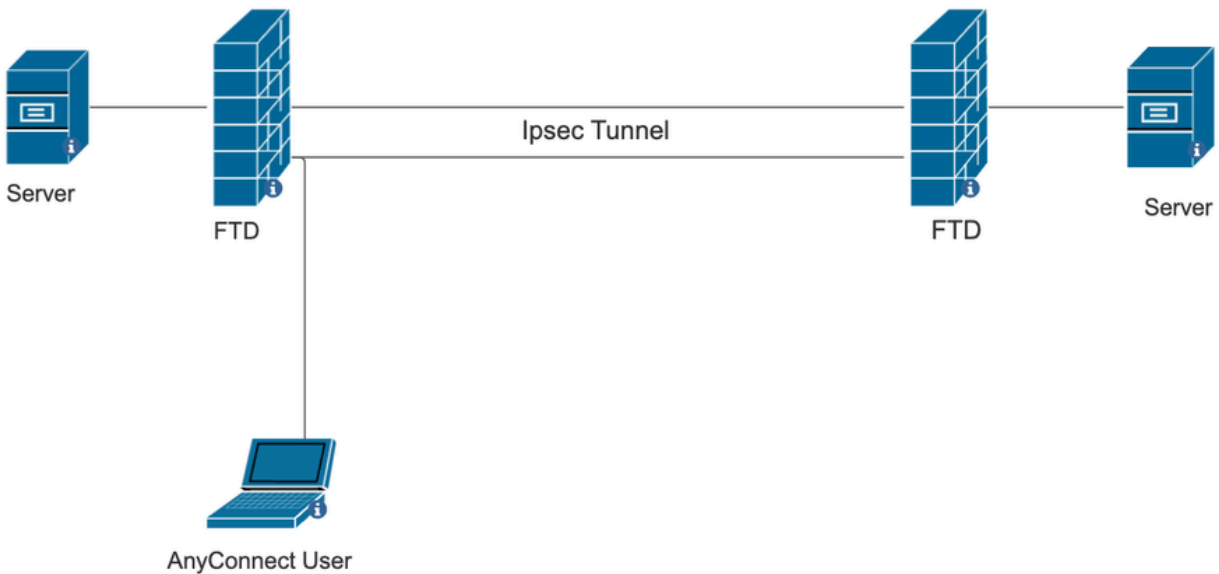 Ipsec Tunnel
Server
FTD
FTD
Server
AnyConnect User